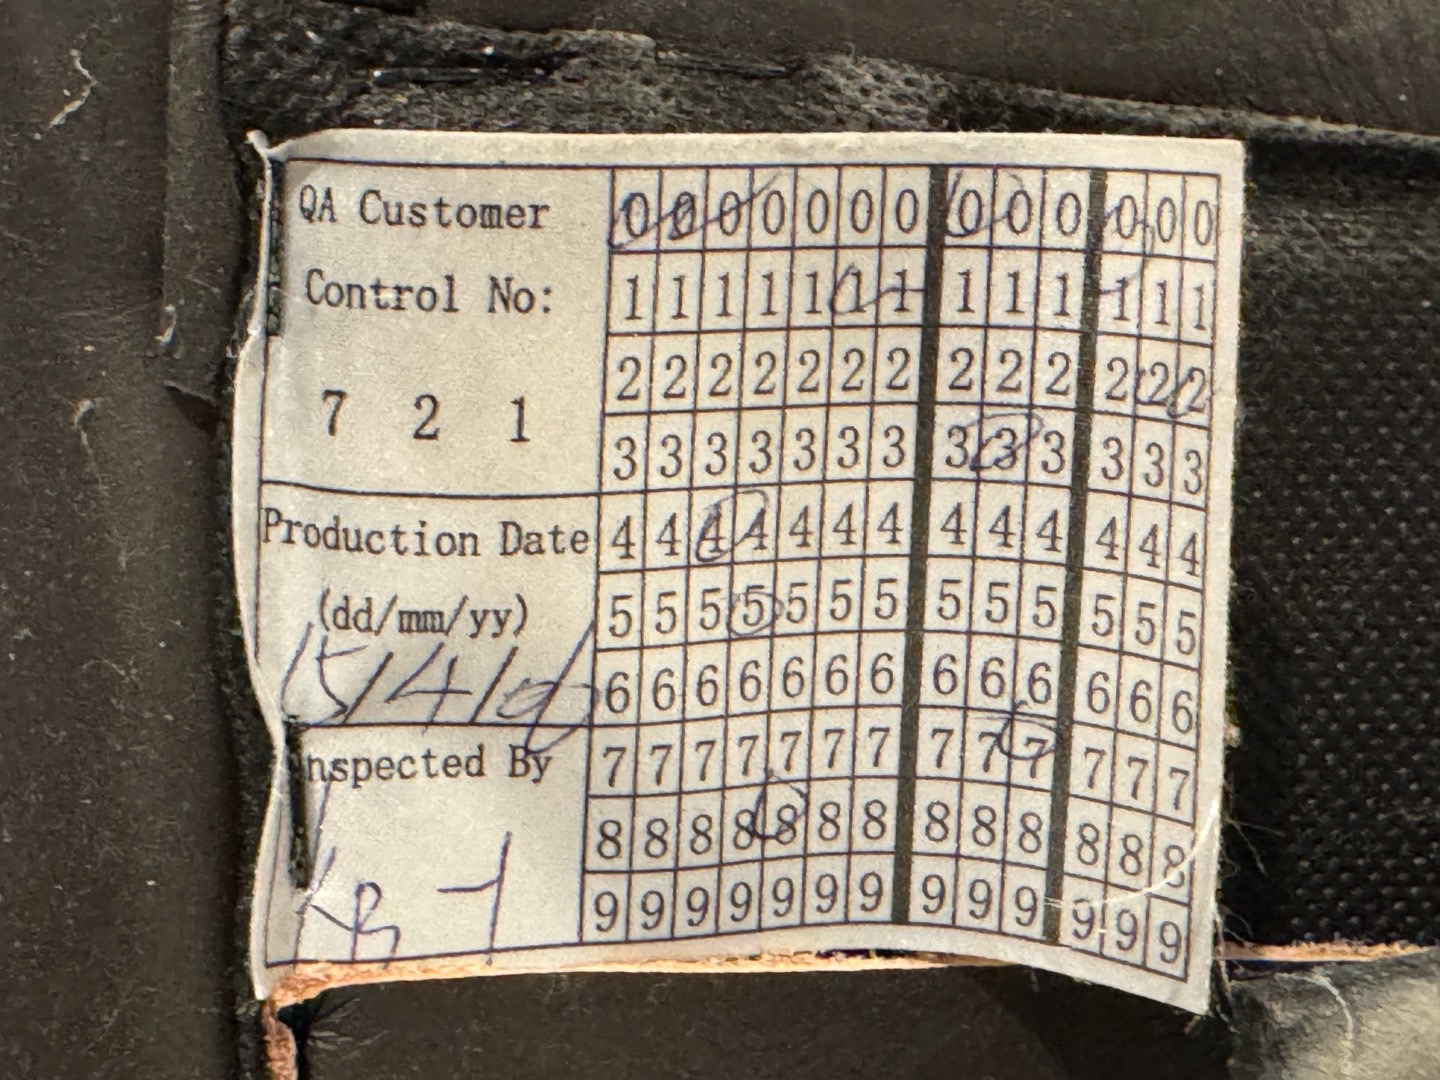 QA Customer
Control No:
7 2 1
Production Date
(dd/mm/yy)
15/4/06
Inspected By
0 0 0 0 0 0 0 0 0 0 0 0 0
1 1 1 1 1 1 1 1 1 1 1 1 1
2 2 2 2 2 2 2 2 2 2 2 2 2
3 3 3 3 3 3 3 3 3 3 3 3 3
4 4 4 4 4 4 4 4 4 4 4 4 4
5 5 5 5 5 5 5 5 5 5 5 5 5
6 6 6 6 6 6 6 6 6 6 6 6 6
7 7 7 7 7 7 7 7 7 7 7 7 7
8 8 8 8 8 8 8 8 8 8 8 8 8
9 9 9 9 9 9 9 9 9 9 9 9 9